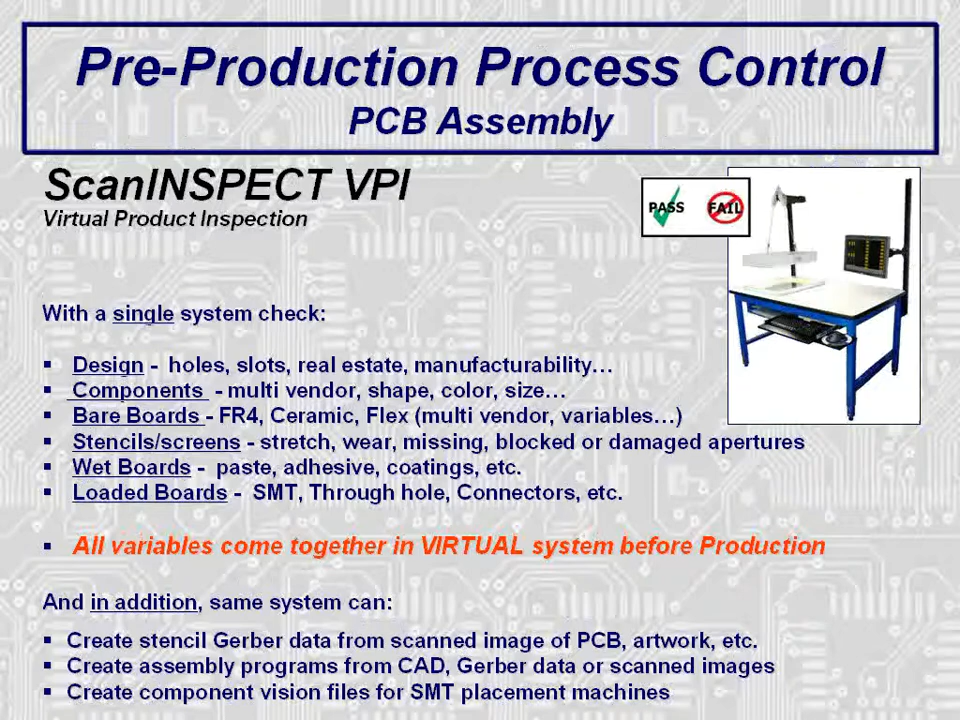 Pre-Production Process Control
PCB Assembly
ScanINSPECT VPI
Virtual Product Inspection
PASS FAIL
With a single system check:
▪ Design - holes, slots, real estate, manufacturability…
▪ Components - multi vendor, shape, color, size…
▪ Bare Boards - FR4, Ceramic, Flex (multi vendor, variables…)
▪ Stencils/screens - stretch, wear, missing, blocked or damaged apertures
▪ Wet Boards - paste, adhesive, coatings, etc.
▪ Loaded Boards - SMT, Through hole, Connectors, etc.
▪ All variables come together in VIRTUAL system before Production
And in addition, same system can:
▪ Create stencil Gerber data from scanned image of PCB, artwork, etc.
▪ Create assembly programs from CAD, Gerber data or scanned images
▪ Create component vision files for SMT placement machines